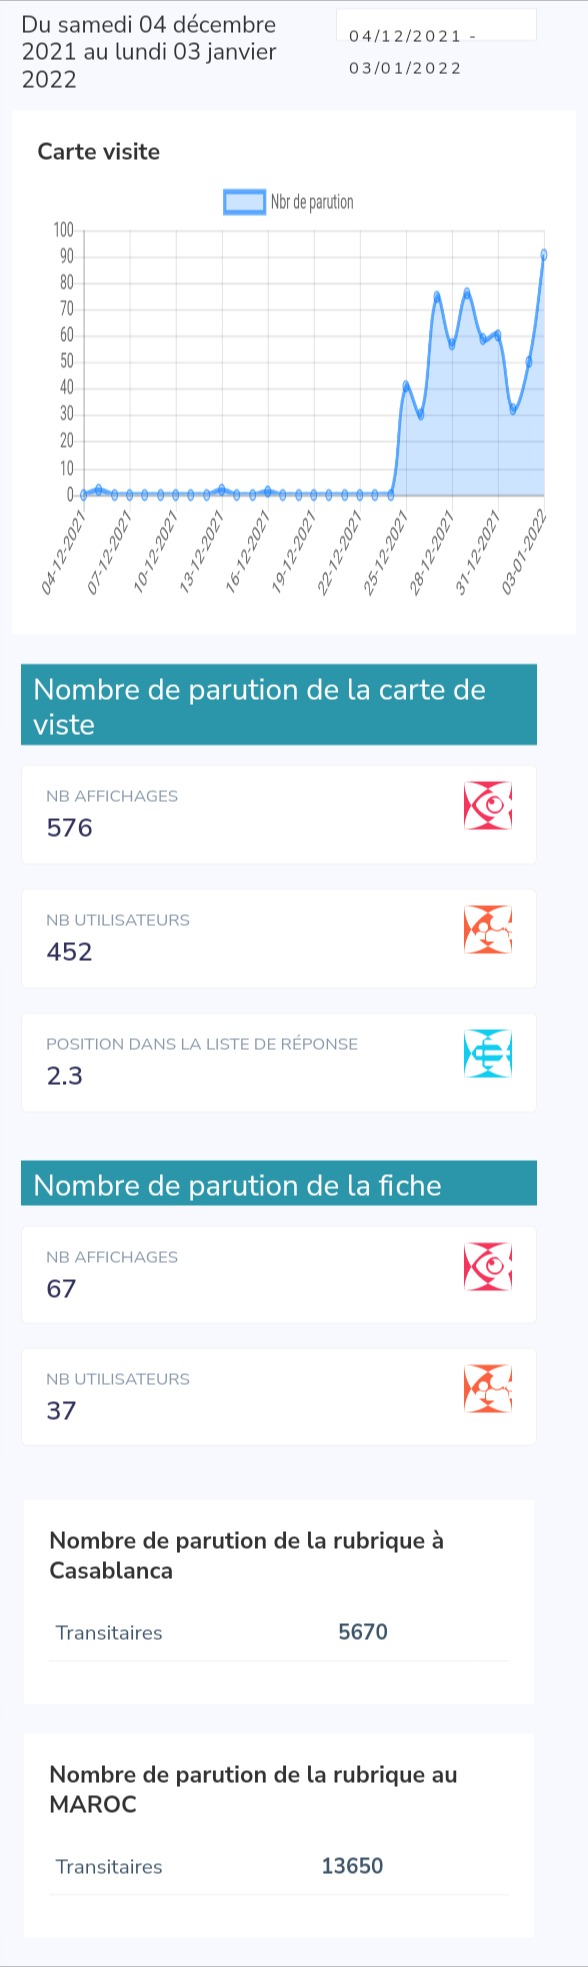 Du samedi 04 décembre
2021 au lundi 03 janvier
2022
04/12/2021 -
03/01/2022
Carte visite
Nbr de parution
100
90
80
70
60
50
40
30
20
10
0
04-12-2021
07-12-2021
10-12-2021
13-12-2021
16-12-2021
19-12-2021
22-12-2021
25-12-2021
28-12-2021
31-12-2021
03-01-2022
Nombre de parution de la carte de
viste
NB AFFICHAGES
576
NB UTILISATEURS
452
POSITION DANS LA LISTE DE RÉPONSE
2.3
Nombre de parution de la fiche
NB AFFICHAGES
67
NB UTILISATEURS
37
Nombre de parution de la rubrique à
Casablanca
Transitaires 5670
Nombre de parution de la rubrique au
MAROC
Transitaires 13650